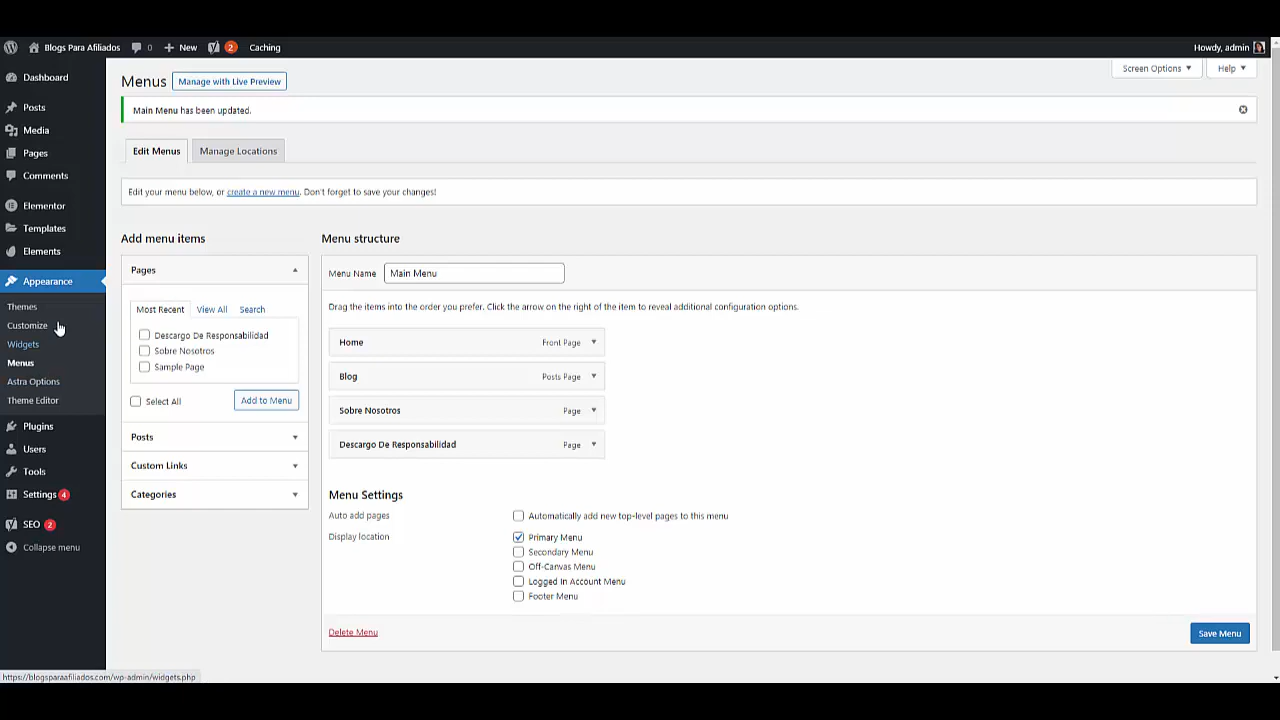 Blogs Para Afiliados 0 New 2 Caching Howdy, admin
Dashboard
Posts
Media
Pages
Comments
Elementor
Templates
Elements
Appearance
Themes
Customize
Widgets
Menus
Astra Options
Theme Editor
Plugins
Users
Tools
Settings 4
SEO 2
Collapse menu
Screen Options Help
Menus Manage with Live Preview
Main Menu has been updated.
Edit Menus Manage Locations
Edit your menu below, or create a new menu. Don't forget to save your changes!
Add menu items
Pages
Most Recent View All Search
Descargo De Responsabilidad
Sobre Nosotros
Sample Page
Select All Add to Menu
Posts
Custom Links
Categories
Menu structure
Menu Name Main Menu
Drag the items into the order you prefer. Click the arrow on the right of the item to reveal additional configuration options.
Home Front Page
Blog Posts Page
Sobre Nosotros Page
Descargo De Responsabilidad Page
Menu Settings
Auto add pages Automatically add new top-level pages to this menu
Display location Primary Menu
Secondary Menu
Off-Canvas Menu
Logged In Account Menu
Footer Menu
Delete Menu Save Menu
https://blogsparaafiliados.com/wp-admin/widgets.php